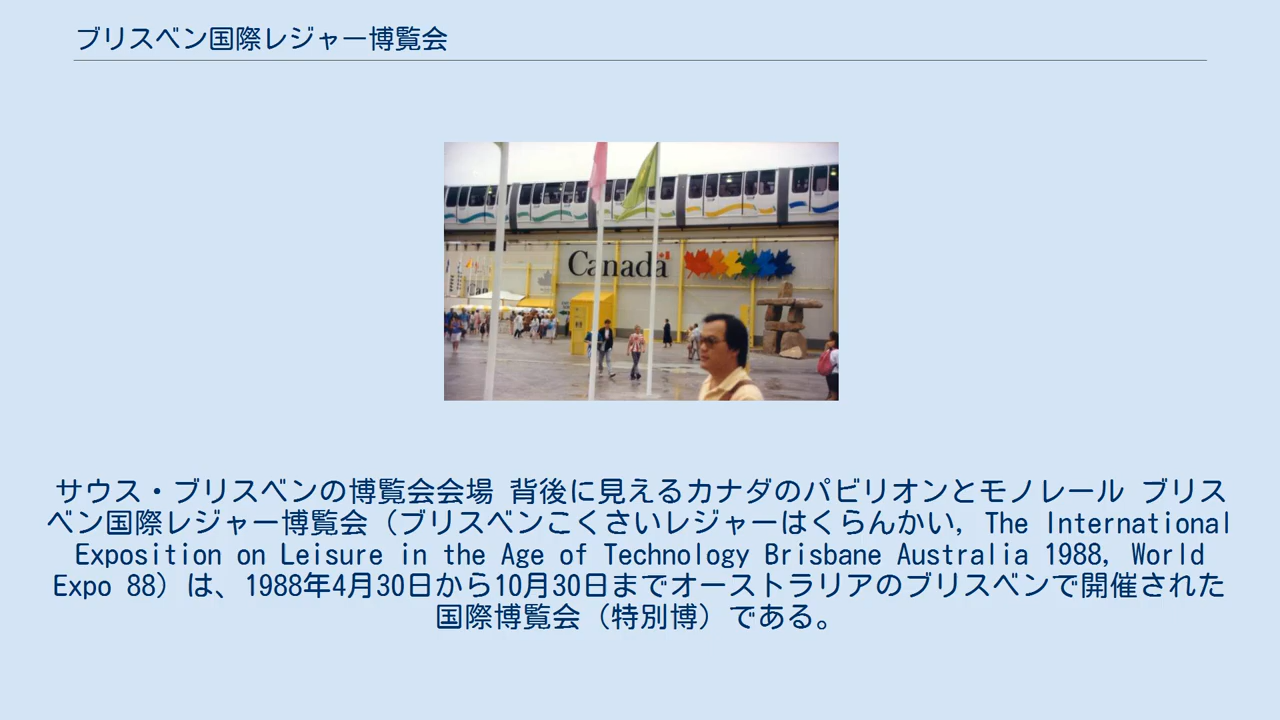 ブリスベン国際レジャー博覧会
Canada
サウス・ブリスベンの博覧会会場 背後に見えるカナダのパビリオンとモノレール ブリス
ベン国際レジャー博覧会（ブリスベンこくさいレジャーはくらんかい, The International
Exposition on Leisure in the Age of Technology Brisbane Australia 1988, World
Expo 88）は、1988年4月30日から10月30日までオーストラリアのブリスベンで開催された
国際博覧会（特別博）である。